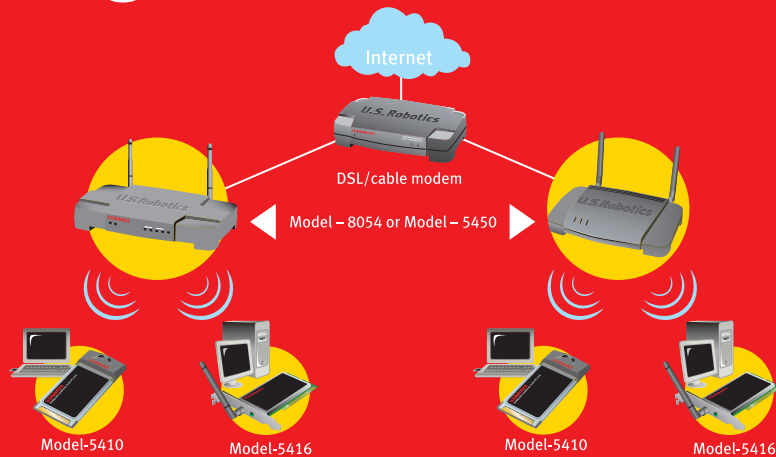 Internet
U.S. Robotics
DSL/cable modem
U.S.Robotics
Model – 8054 or Model – 5450
U.S.Robotics
Model-5410
Model-5416
Model-5410
Model-5416